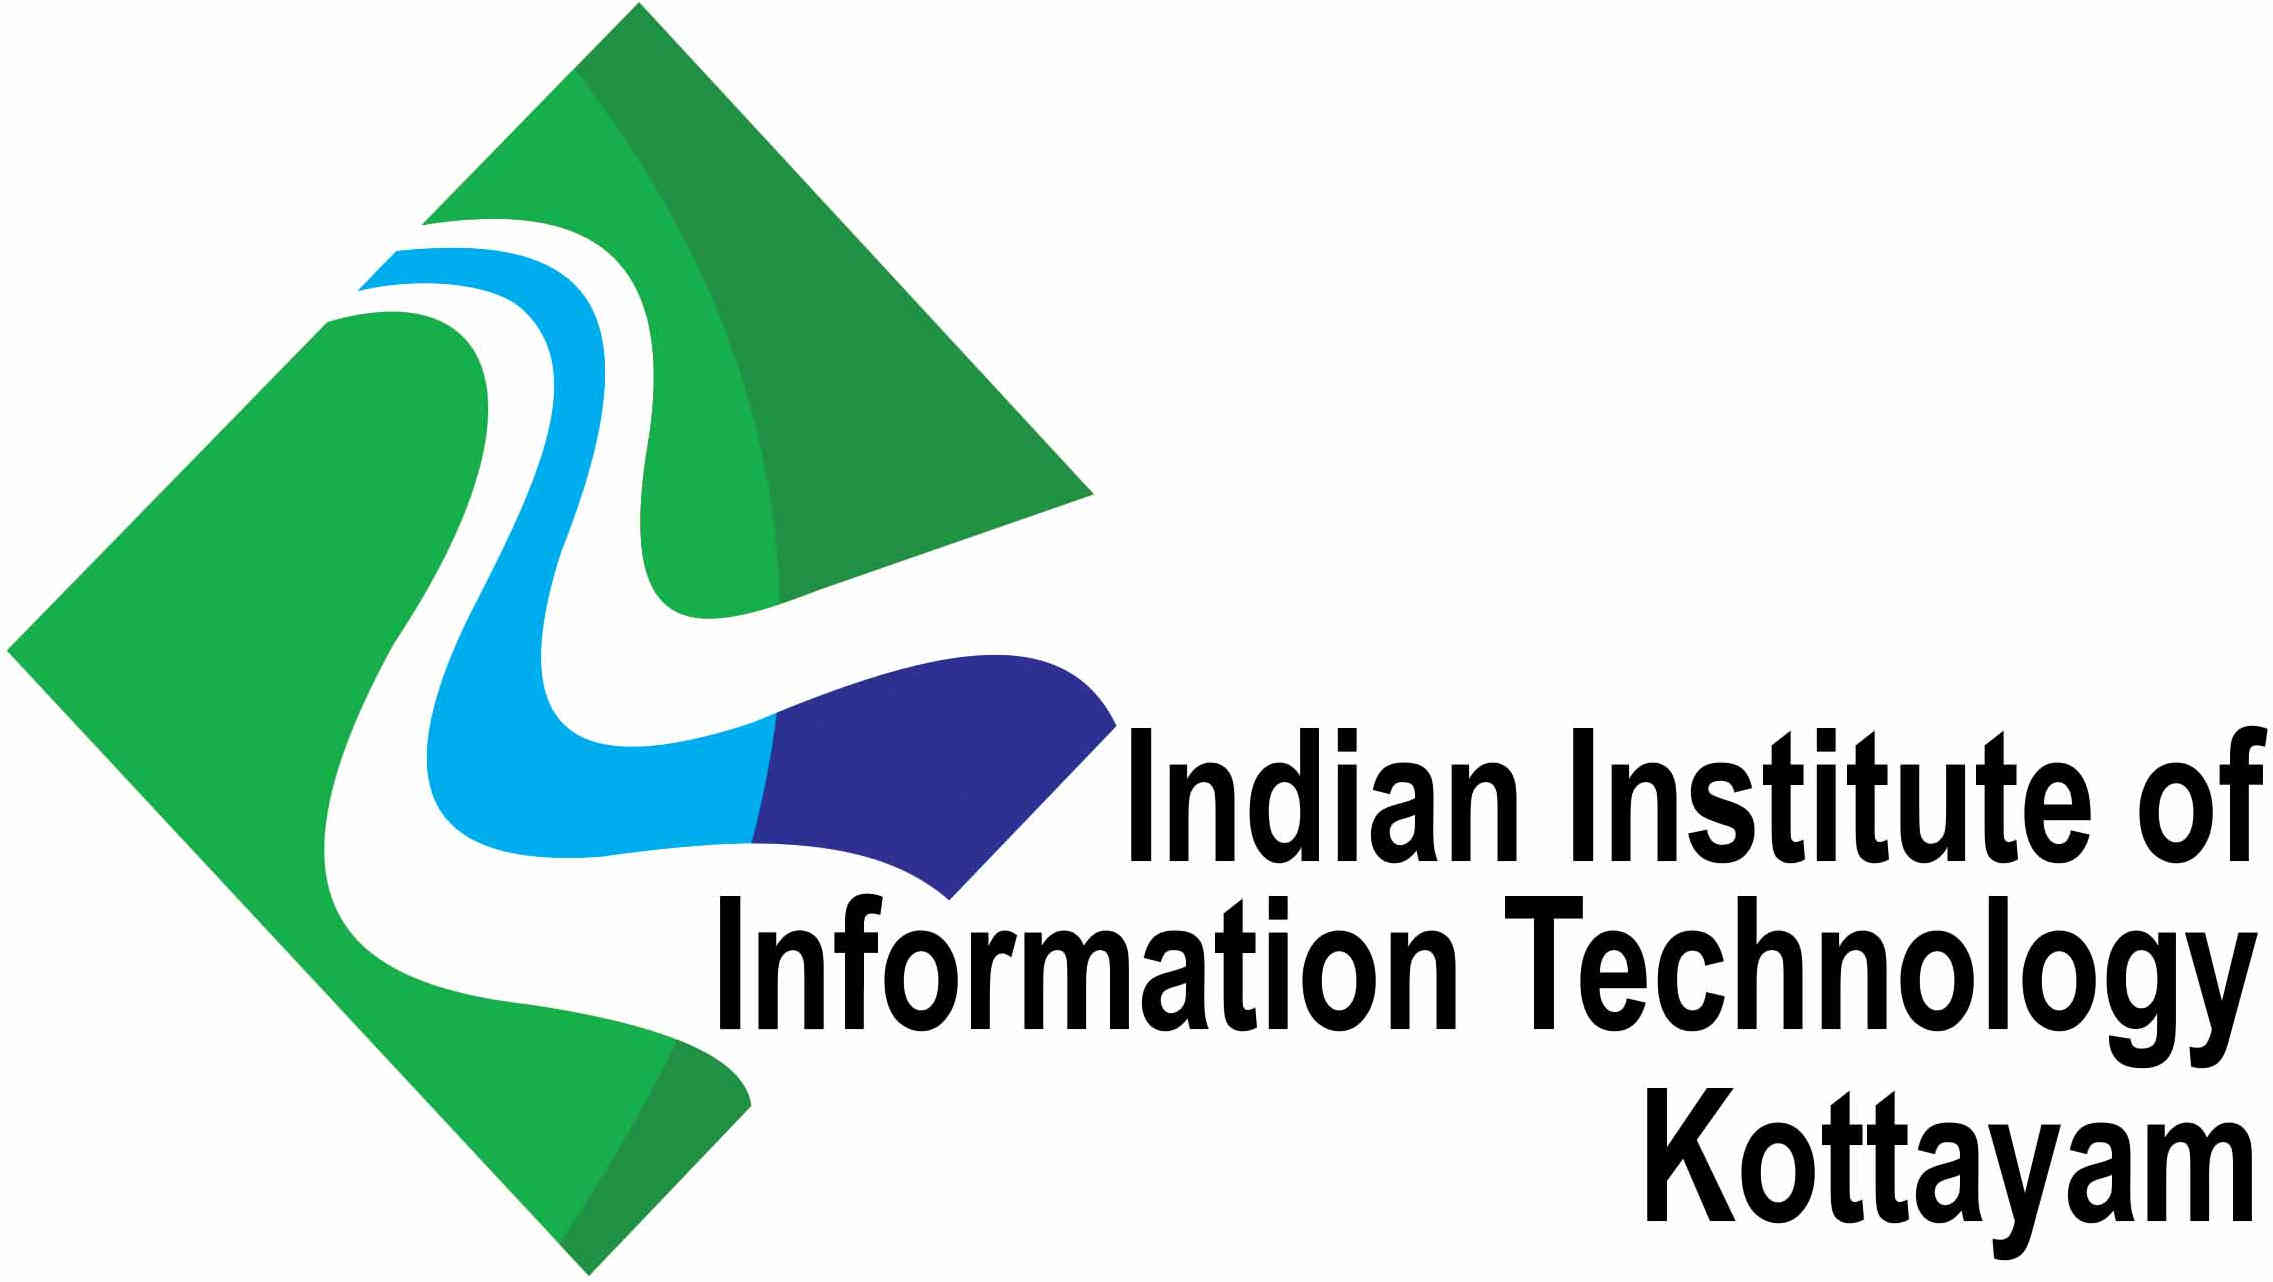 Indian Institute of
Information Technology
Kottayam